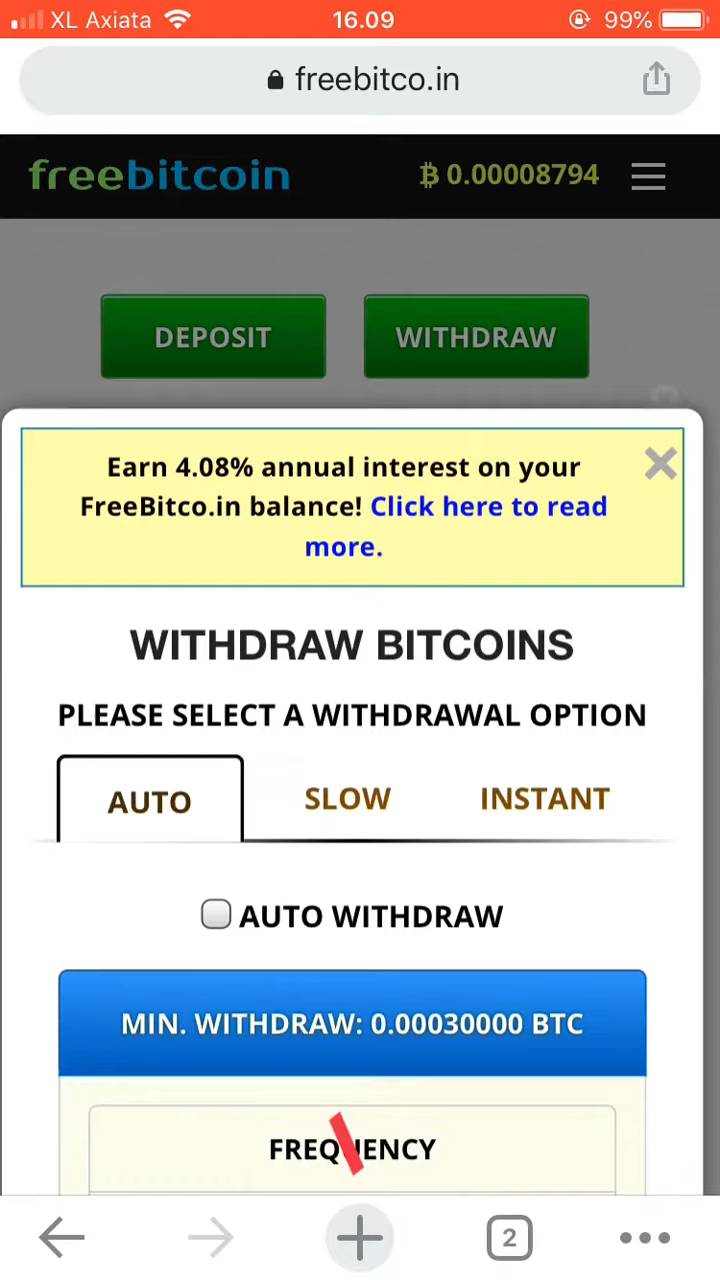 XL Axiata 16.09 99%
freebitco.in
freebitcoin ₿ 0.00008794
DEPOSIT WITHDRAW
Earn 4.08% annual interest on your
FreeBitco.in balance! Click here to read
more.
WITHDRAW BITCOINS
PLEASE SELECT A WITHDRAWAL OPTION
AUTO SLOW INSTANT
AUTO WITHDRAW
MIN. WITHDRAW: 0.00030000 BTC
FREQUENCY
2